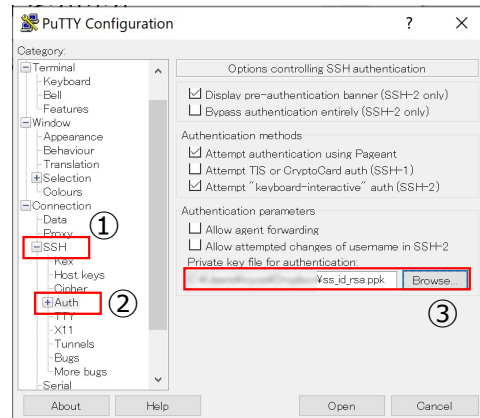 PuTTY Configuration ? ×
Category:
Terminal
Keyboard
Bell
Features
Window
Appearance
Behaviour
Translation
Selection
Colours
Connection
Data
Proxy
①
SSH
Kex
Host keys
Cipher
Auth
②
TTY
X11
Tunnels
Bugs
More bugs
Serial
Options controlling SSH authentication
Display pre-authentication banner (SSH-2 only)
Bypass authentication entirely (SSH-2 only)
Authentication methods
Attempt authentication using Pageant
Attempt TIS or CryptoCard auth (SSH-1)
Attempt "keyboard-interactive" auth (SSH-2)
Authentication parameters
Allow agent forwarding
Allow attempted changes of username in SSH-2
Private key file for authentication:
¥ss_id_rsa.ppk Browse...
③
About Help Open Cancel